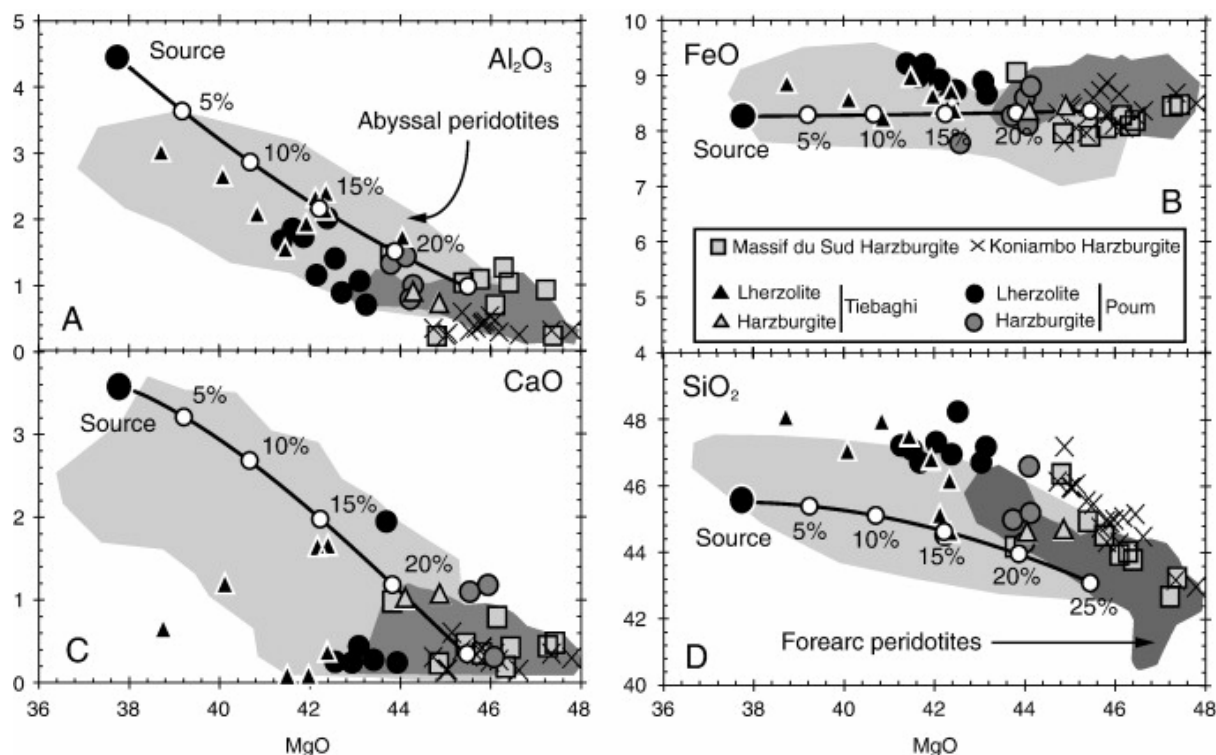 Al2O3
Source
5%
10%
15%
20%
Abyssal peridotites
A
5
4
3
2
1
0
FeO
Source
5%
10%
15%
20%
B
10
9
8
7
6
5
4
Massif du Sud Harzburgite
Koniambo Harzburgite
Lherzolite
Harzburgite
Tiebaghi
Lherzolite
Harzburgite
Poum
CaO
Source
5%
10%
15%
20%
C
4
3
2
1
0
36 38 40 42 44 46 48
MgO
SiO2
Source
5%
10%
15%
20%
25%
Forearc peridotites
D
48
46
44
42
40
36 38 40 42 44 46 48
MgO